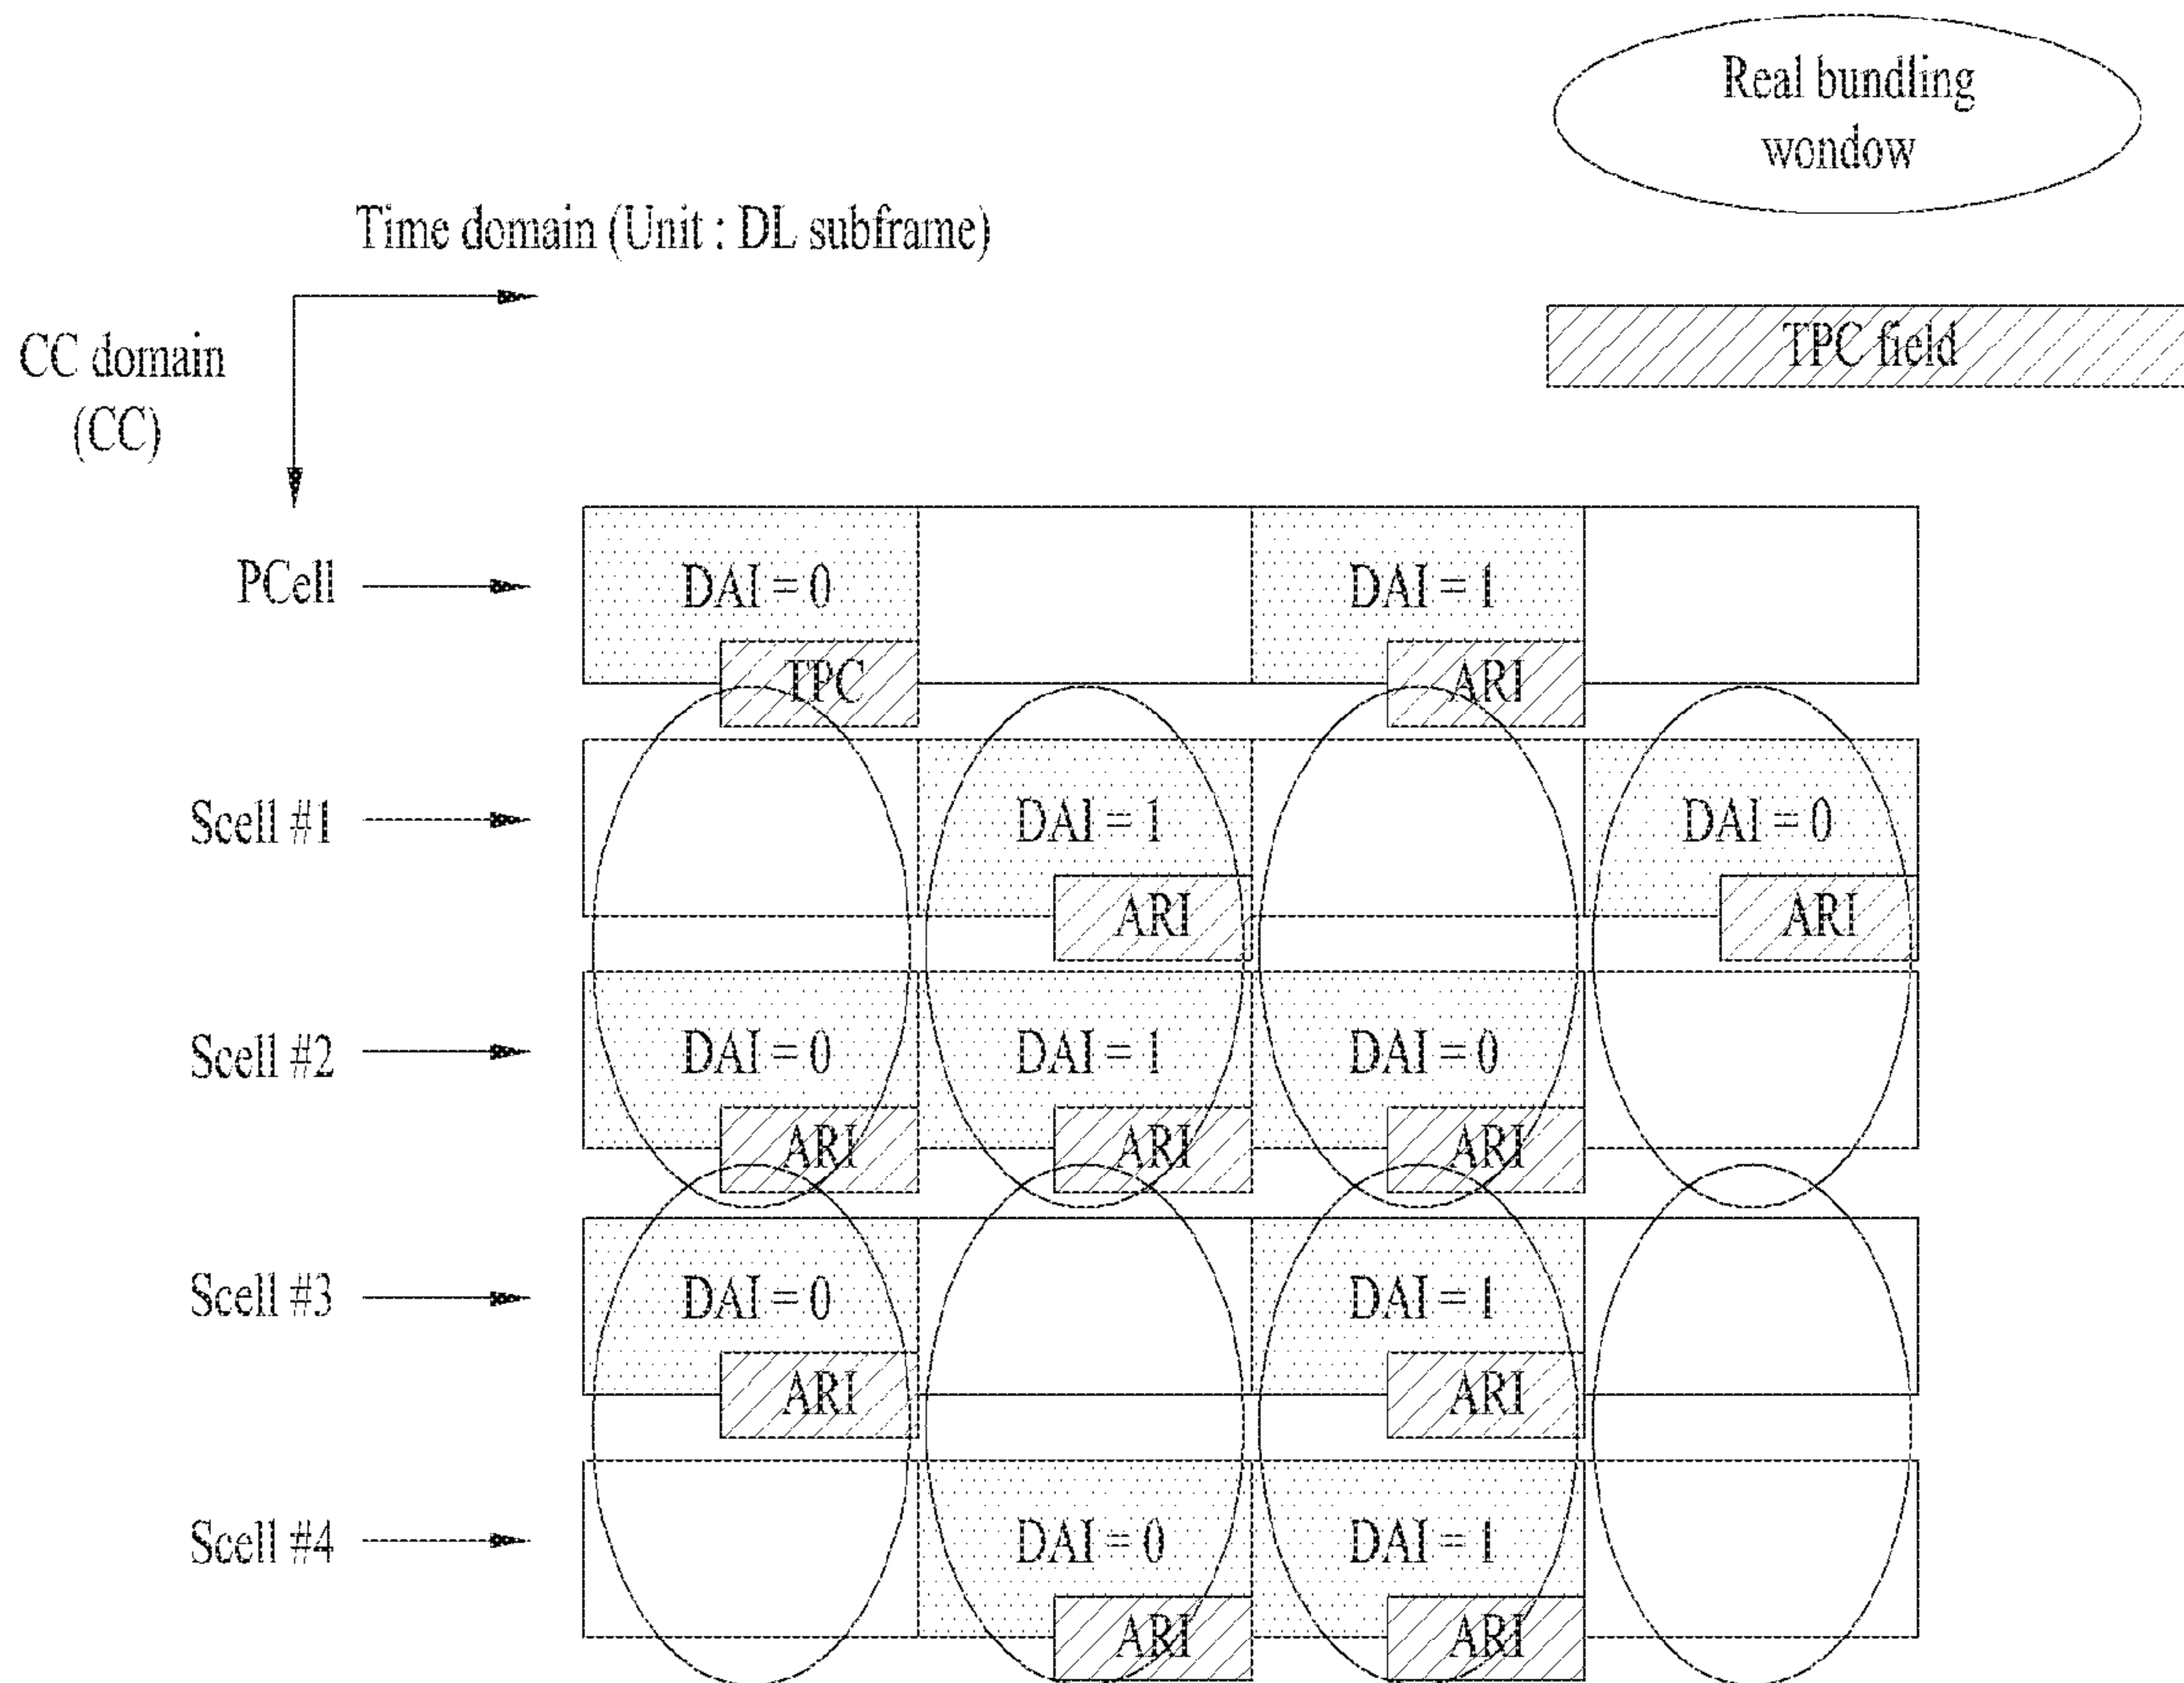 Real bundling
wondow
Time domain (Unit : DL subframe)
TPC field
CC domain
(CC)
PCell
DAI = 0
DAI = 1
TPC
ARI
Scell #1
DAI = 1
DAI = 0
ARI
ARI
Scell #2
DAI = 0
DAI = 1
DAI = 0
ARI
ARI
ARI
Scell #3
DAI = 0
DAI = 1
ARI
ARI
Scell #4
DAI = 0
DAI = 1
ARI
ARI